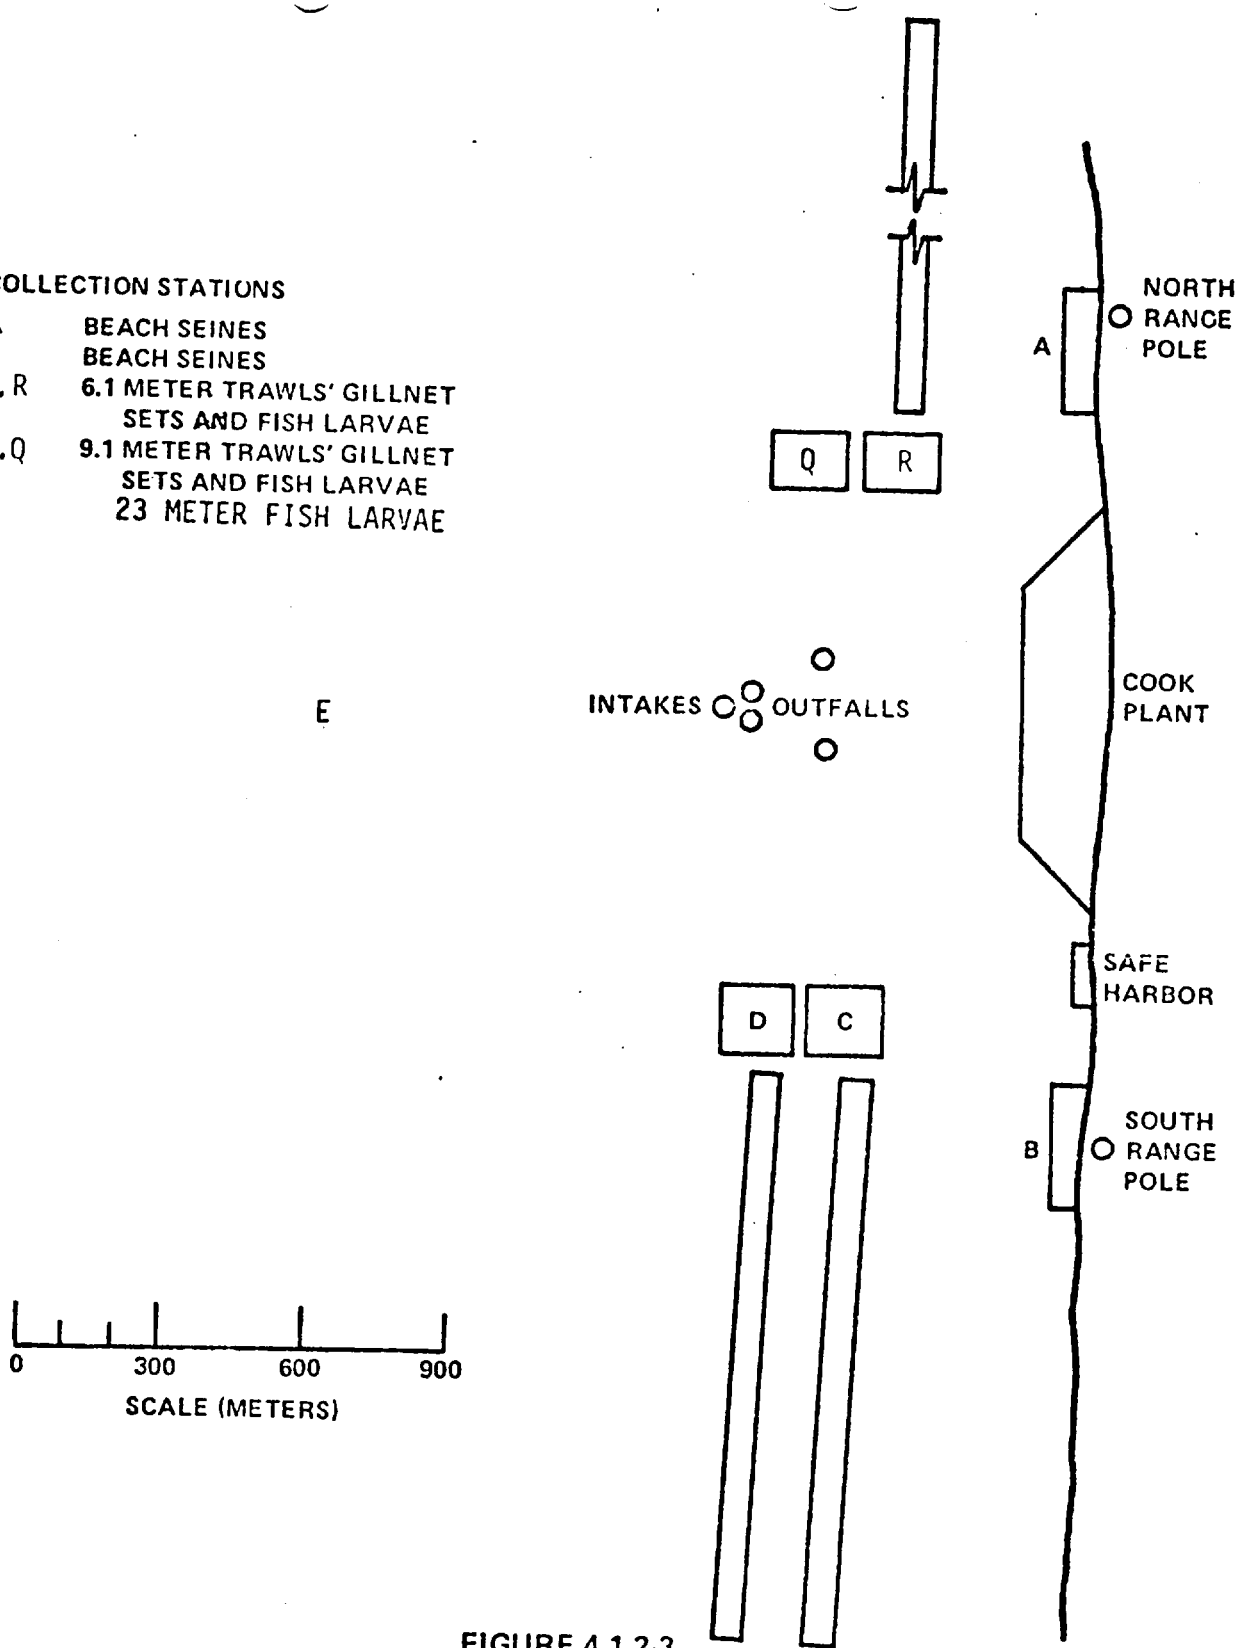 COLLECTION STATIONS
BEACH SEINES
BEACH SEINES
, R 6.1 METER TRAWLS' GILLNET
SETS AND FISH LARVAE
,Q 9.1 METER TRAWLS' GILLNET
SETS AND FISH LARVAE
23 METER FISH LARVAE
NORTH
RANGE
POLE
A
Q
R
E
INTAKES
OUTFALLS
COOK
PLANT
SAFE
HARBOR
D
C
B
SOUTH
RANGE
POLE
0 300 600 900
SCALE (METERS)
FIGURE 4.1.2-3